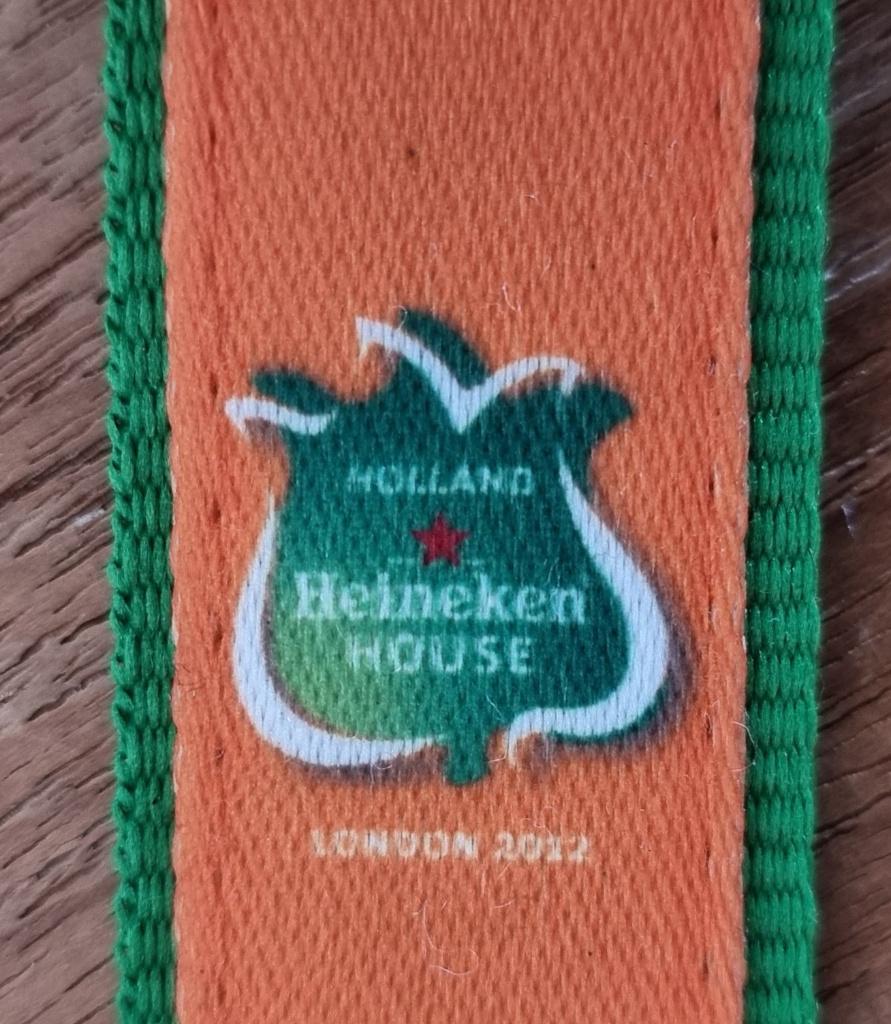 HOLLAND
Heineken
HOUSE
LONDON 2012